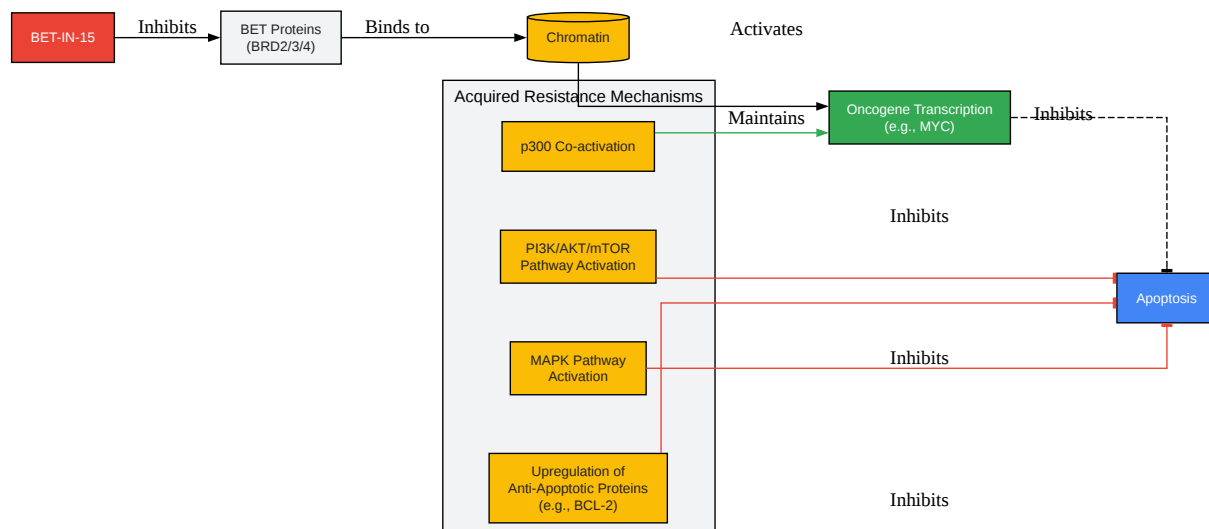 BET-IN-15
Inhibits
BET Proteins
(BRD2/3/4)
Binds to
Chromatin
Activates
Acquired Resistance Mechanisms
p300 Co-activation
Maintains
Oncogene Transcription
(e.g., MYC)
Inhibits
PI3K/AKT/mTOR
Pathway Activation
Inhibits
Apoptosis
MAPK Pathway
Activation
Inhibits
Upregulation of
Anti-Apoptotic Proteins
(e.g., BCL-2)
Inhibits